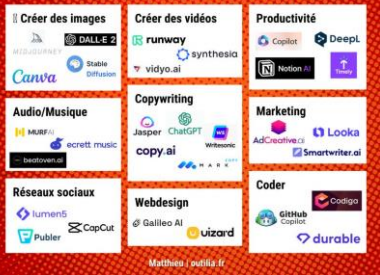 Créer des images
MIDJOURNEY
DALL·E 2
Canva
Stable
Diffusion
Créer des vidéos
runway
synthesia
vidyo.ai
Productivité
Copilot
DeepL
Notion AI
Timely
Audio/Musique
MURF.AI
ecrett music
beatoven.ai
Copywriting
Jasper
ChatGPT
Writesonic
copy.ai
MARK
COPY
Marketing
AdCreative.ai
Looka
Smartwriter.ai
Réseaux sociaux
lumen5
Publer
CapCut
Webdesign
Galileo AI
uizard
Coder
Codiga
GitHub
Copilot
durable
Matthieu | outilia.fr